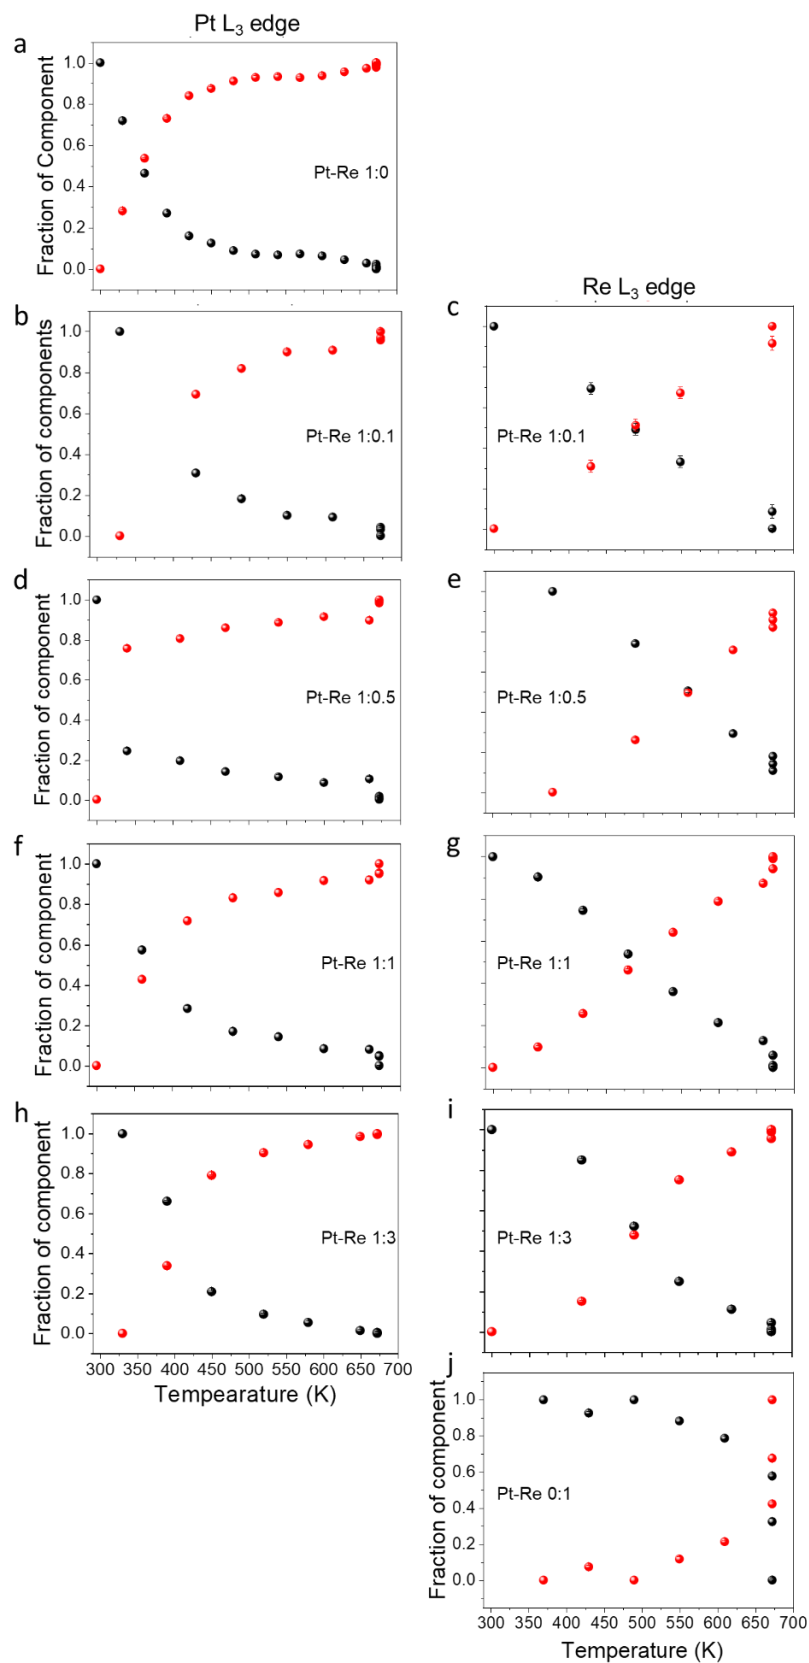 Pt L₃ edge
a
1.0
0.8
0.6
0.4
0.2
0.0
Fraction of Component
Pt-Re 1:0
Re L₃ edge
b
1.0
0.8
0.6
0.4
0.2
0.0
Fraction of components
Pt-Re 1:0.1
c
Pt-Re 1:0.1
d
1.0
0.8
0.6
0.4
0.2
0.0
Fraction of component
Pt-Re 1:0.5
e
Pt-Re 1:0.5
f
1.0
0.8
0.6
0.4
0.2
0.0
Fraction of component
Pt-Re 1:1
g
Pt-Re 1:1
h
1.0
0.8
0.6
0.4
0.2
0.0
Fraction of component
Pt-Re 1:3
300 350 400 450 500 550 600 650 700
Tempearature (K)
i
Pt-Re 1:3
j
1.0
0.8
0.6
0.4
0.2
0.0
Fraction of component
Pt-Re 0:1
300 350 400 450 500 550 600 650 700
Temperature (K)